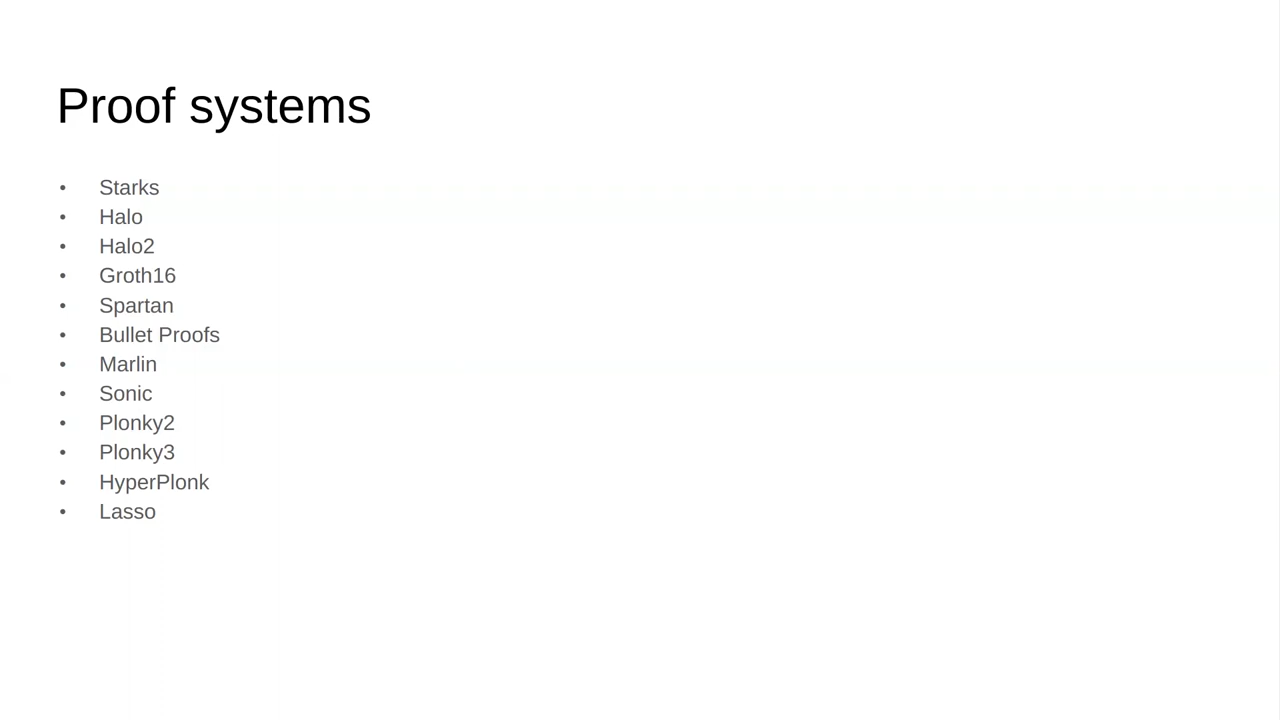 Proof systems
• Starks
• Halo
• Halo2
• Groth16
• Spartan
• Bullet Proofs
• Marlin
• Sonic
• Plonky2
• Plonky3
• HyperPlonk
• Lasso